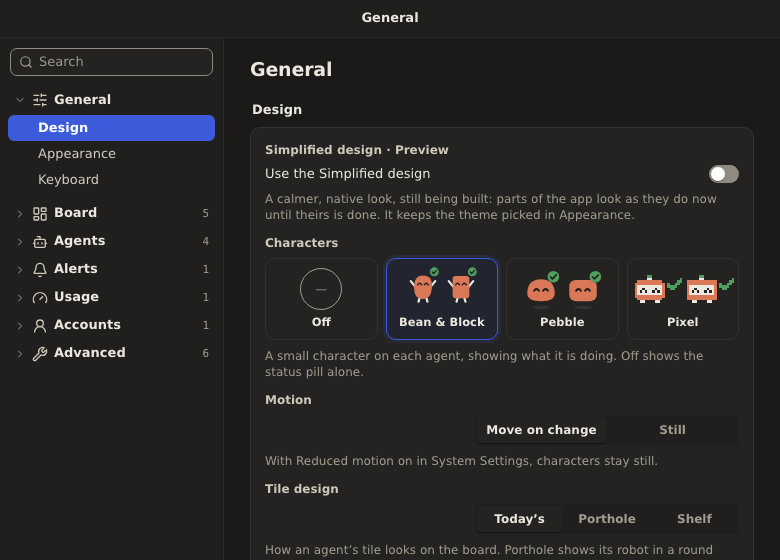 General
Search
General
Design
Appearance
Keyboard
Board 5
Agents 4
Alerts 1
Usage 1
Accounts 1
Advanced 6
General
Design
Simplified design · Preview
Use the Simplified design
A calmer, native look, still being built: parts of the app look as they do now
until theirs is done. It keeps the theme picked in Appearance.
Characters
Off Bean & Block Pebble Pixel
A small character on each agent, showing what it is doing. Off shows the
status pill alone.
Motion
Move on change Still
With Reduced motion on in System Settings, characters stay still.
Tile design
Today’s Porthole Shelf
How an agent’s tile looks on the board. Porthole shows its robot in a round